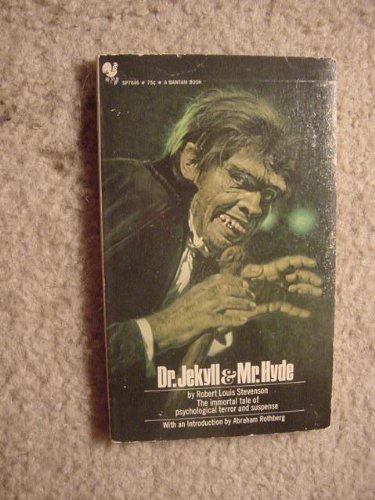 SP7846 ★ 75¢ ★ A BANTAM BOOK
Dr. Jekyll & Mr. Hyde
by Robert Louis Stevenson
The immortal tale of
psychological terror and suspense
With an Introduction by Abraham Rothberg